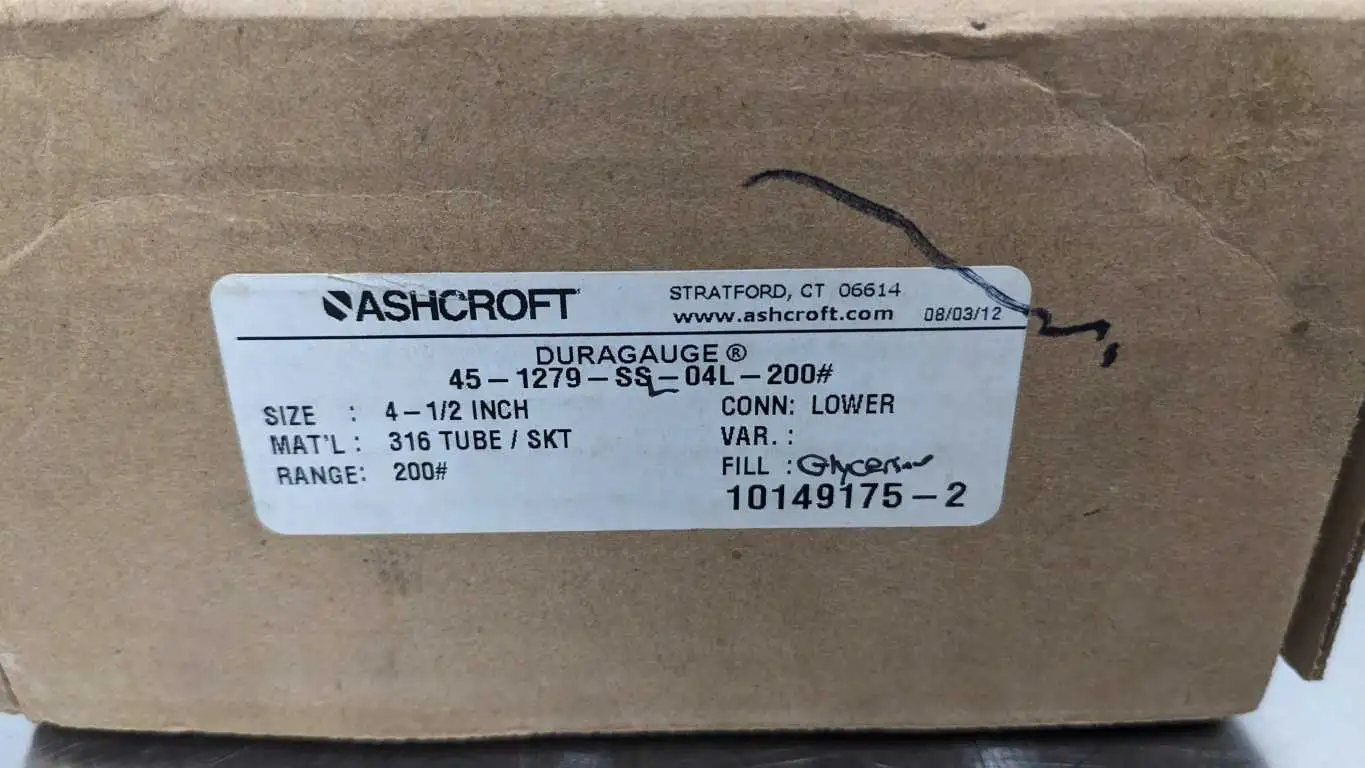 ASHCROFT
STRATFORD, CT 06614
www.ashcroft.com
08/03/12
DURAGAUGE ®
45-1279-SS-04L-200#
L
SIZE : 4-1/2 INCH
CONN: LOWER
MAT'L : 316 TUBE / SKT
VAR. :
RANGE: 200#
FILL : Glycerine
10149175-2